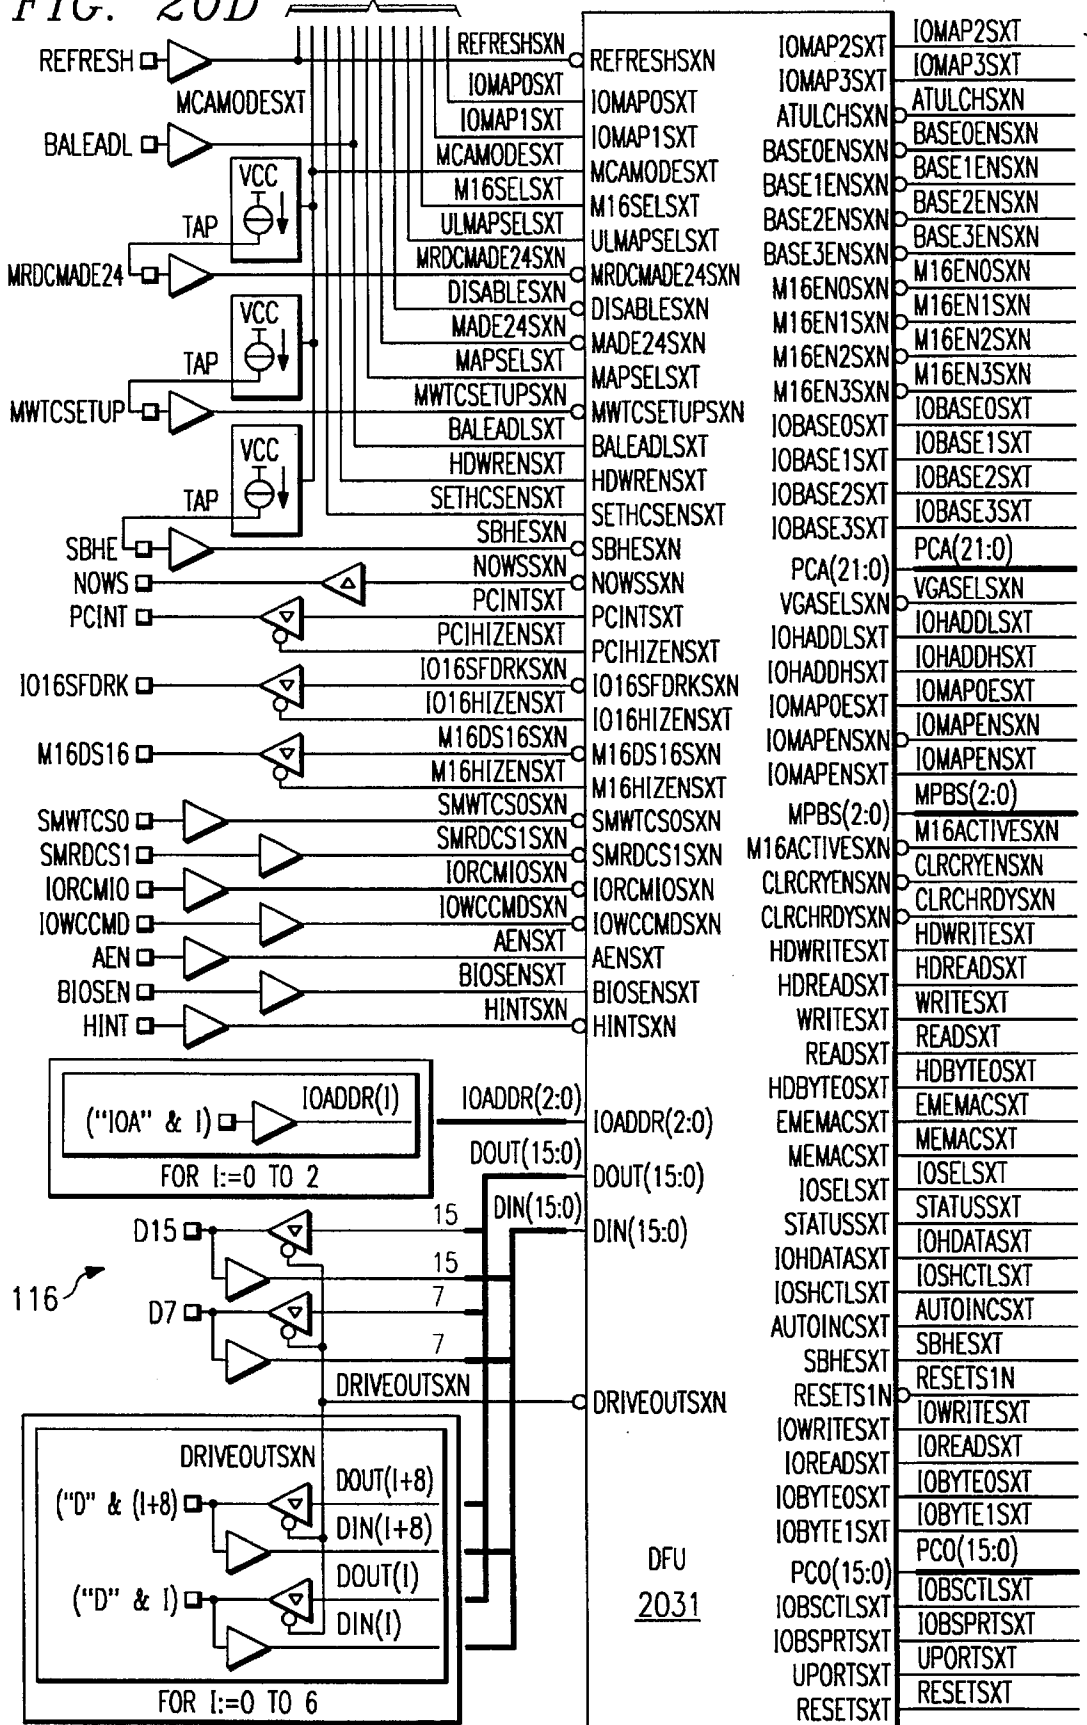 FIG. 20D
REFRESH
REFRESHSXN
REFRESHSXN
MCAMODESXT
IOMAP0SXT
IOMAP0SXT
IOMAP1SXT
IOMAP1SXT
BALEADL
MCAMODESXT
MCAMODESXT
VCC
M16SELSXT
M16SELSXT
TAP
ULMAPSELSXT
ULMAPSELSXT
MRDCMADE24
MRDCMADE24SXN
MRDCMADE24SXN
DISABLESXN
DISABLESXN
VCC
MADE24SXN
MADE24SXN
TAP
MAPSELSXT
MAPSELSXT
MWTCSETUP
MWTCSETUPSXN
MWTCSETUPSXN
BALEADLSXT
BALEADLSXT
VCC
HDWRENSXT
HDWRENSXT
TAP
SETHCSENSXT
SETHCSENSXT
SBHE
SBHESXN
SBHESXN
NOWS
NOWSSXN
NOWSSXN
PCINT
PCINTSXT
PCINTSXT
PCIHIZENSXT
PCIHIZENSXT
IO16SFDRK
IO16SFDRKSXN
IO16SFDRKSXN
IO16HIZENSXT
IO16HIZENSXT
M16DS16
M16DS16SXN
M16DS16SXN
M16HIZENSXT
M16HIZENSXT
SMWTCS0
SMWTCS0SXN
SMWTCS0SXN
SMRDCS1
SMRDCS1SXN
SMRDCS1SXN
IORCMIO
IORCMIOSXN
IORCMIOSXN
IOWCCMD
IOWCCMDSXN
IOWCCMDSXN
AEN
AENSXT
AENSXT
BIOSEN
BIOSENSXT
BIOSENSXT
HINT
HINTSXN
HINTSXN
("IOA" & I)
IOADDR(I)
FOR I:=0 TO 2
IOADDR(2:0)
IOADDR(2:0)
DOUT(15:0)
DOUT(15:0)
DIN(15:0)
DIN(15:0)
D15
15
15
116
D7
7
7
DRIVEOUTSXN
DRIVEOUTSXN
DRIVEOUTSXN
("D" & (I+8)
DOUT(I+8)
DIN(I+8)
("D" & I)
DOUT(I)
DIN(I)
FOR I:=0 TO 6
DFU
2031
IOMAP2SXT
IOMAP2SXT
IOMAP3SXT
IOMAP3SXT
ATULCHSXN
ATULCHSXN
BASE0ENSXN
BASE0ENSXN
BASE1ENSXN
BASE1ENSXN
BASE2ENSXN
BASE2ENSXN
BASE3ENSXN
BASE3ENSXN
M16EN0SXN
M16EN0SXN
M16EN1SXN
M16EN1SXN
M16EN2SXN
M16EN2SXN
M16EN3SXN
M16EN3SXN
IOBASE0SXT
IOBASE0SXT
IOBASE1SXT
IOBASE1SXT
IOBASE2SXT
IOBASE2SXT
IOBASE3SXT
IOBASE3SXT
PCA(21:0)
PCA(21:0)
VGASELSXN
VGASELSXN
IOHADDLSXT
IOHADDLSXT
IOHADDHSXT
IOHADDHSXT
IOMAPOESXT
IOMAPOESXT
IOMAPENSXN
IOMAPENSXN
IOMAPENSXT
IOMAPENSXT
MPBS(2:0)
MPBS(2:0)
M16ACTIVESXN
M16ACTIVESXN
CLRCRYENSXN
CLRCRYENSXN
CLRCHRDYSXN
CLRCHRDYSXN
HDWRITESXT
HDWRITESXT
HDREADSXT
HDREADSXT
WRITESXT
WRITESXT
READSXT
READSXT
HDBYTE0SXT
HDBYTE0SXT
EMEMACSXT
EMEMACSXT
MEMACSXT
MEMACSXT
IOSELSXT
IOSELSXT
STATUSSXT
STATUSSXT
IOHDATASXT
IOHDATASXT
IOSHCTLSXT
IOSHCTLSXT
AUTOINCSXT
AUTOINCSXT
SBHESXT
SBHESXT
RESETS1N
RESETS1N
IOWRITESXT
IOWRITESXT
IOREADSXT
IOREADSXT
IOBYTE0SXT
IOBYTE0SXT
IOBYTE1SXT
IOBYTE1SXT
PCO(15:0)
PCO(15:0)
IOBSCTLSXT
IOBSCTLSXT
IOBSPRTSXT
IOBSPRTSXT
UPORTSXT
UPORTSXT
RESETSXT
RESETSXT